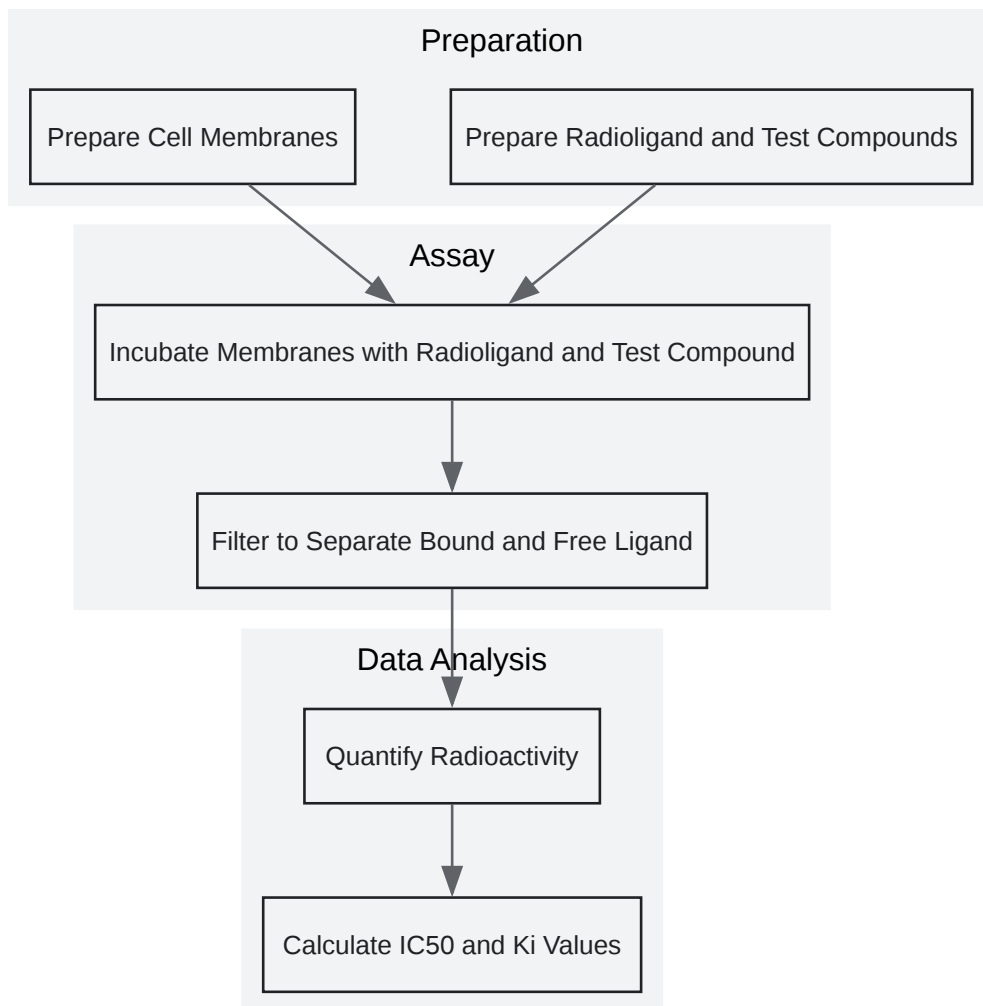 Preparation
Prepare Cell Membranes
Prepare Radioligand and Test Compounds
Assay
Incubate Membranes with Radioligand and Test Compound
Filter to Separate Bound and Free Ligand
Data Analysis
Quantify Radioactivity
Calculate IC50 and Ki Values